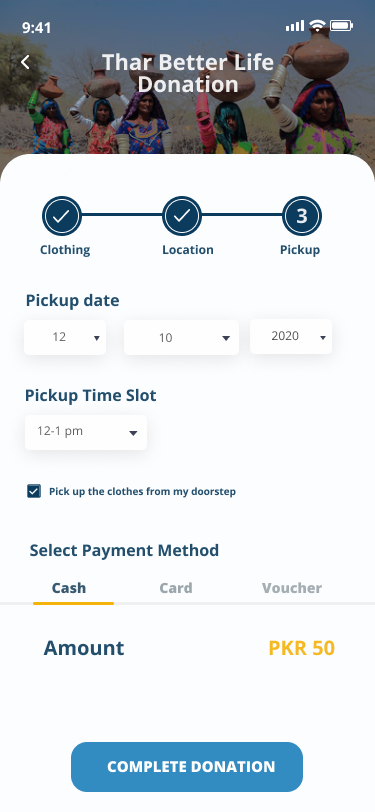 9:41
Thar Better Life
Donation
3
Clothing Location Pickup
Pickup date
12 10 2020
Pickup Time Slot
12-1 pm
Pick up the clothes from my doorstep
Select Payment Method
Cash Card Voucher
Amount PKR 50
COMPLETE DONATION